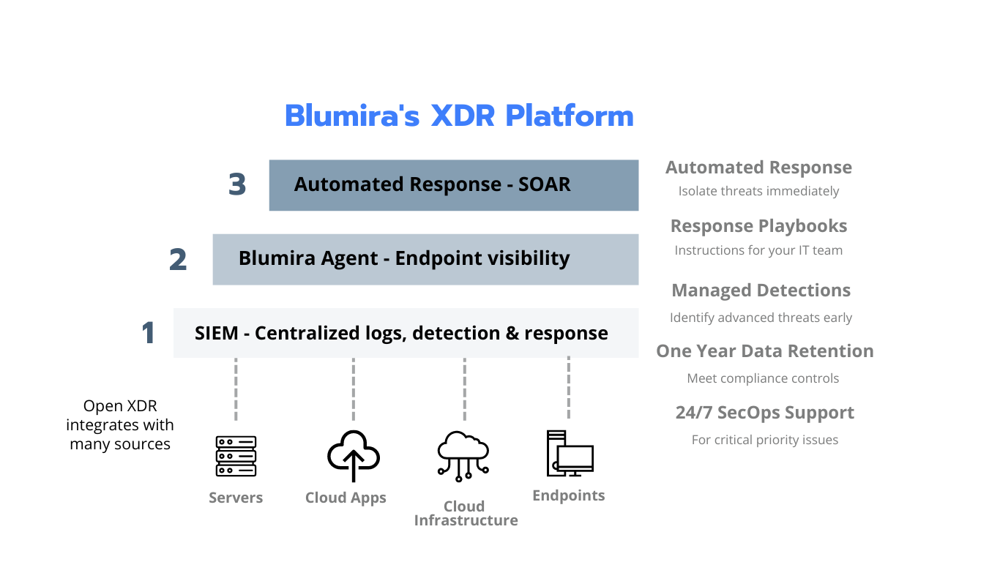 Blumira's XDR Platform
3
Automated Response - SOAR
2
Blumira Agent - Endpoint visibility
1
SIEM - Centralized logs, detection & response
Open XDR
integrates with
many sources
Servers
Cloud Apps
Cloud
Infrastructure
Endpoints
Automated Response
Isolate threats immediately
Response Playbooks
Instructions for your IT team
Managed Detections
Identify advanced threats early
One Year Data Retention
Meet compliance controls
24/7 SecOps Support
For critical priority issues